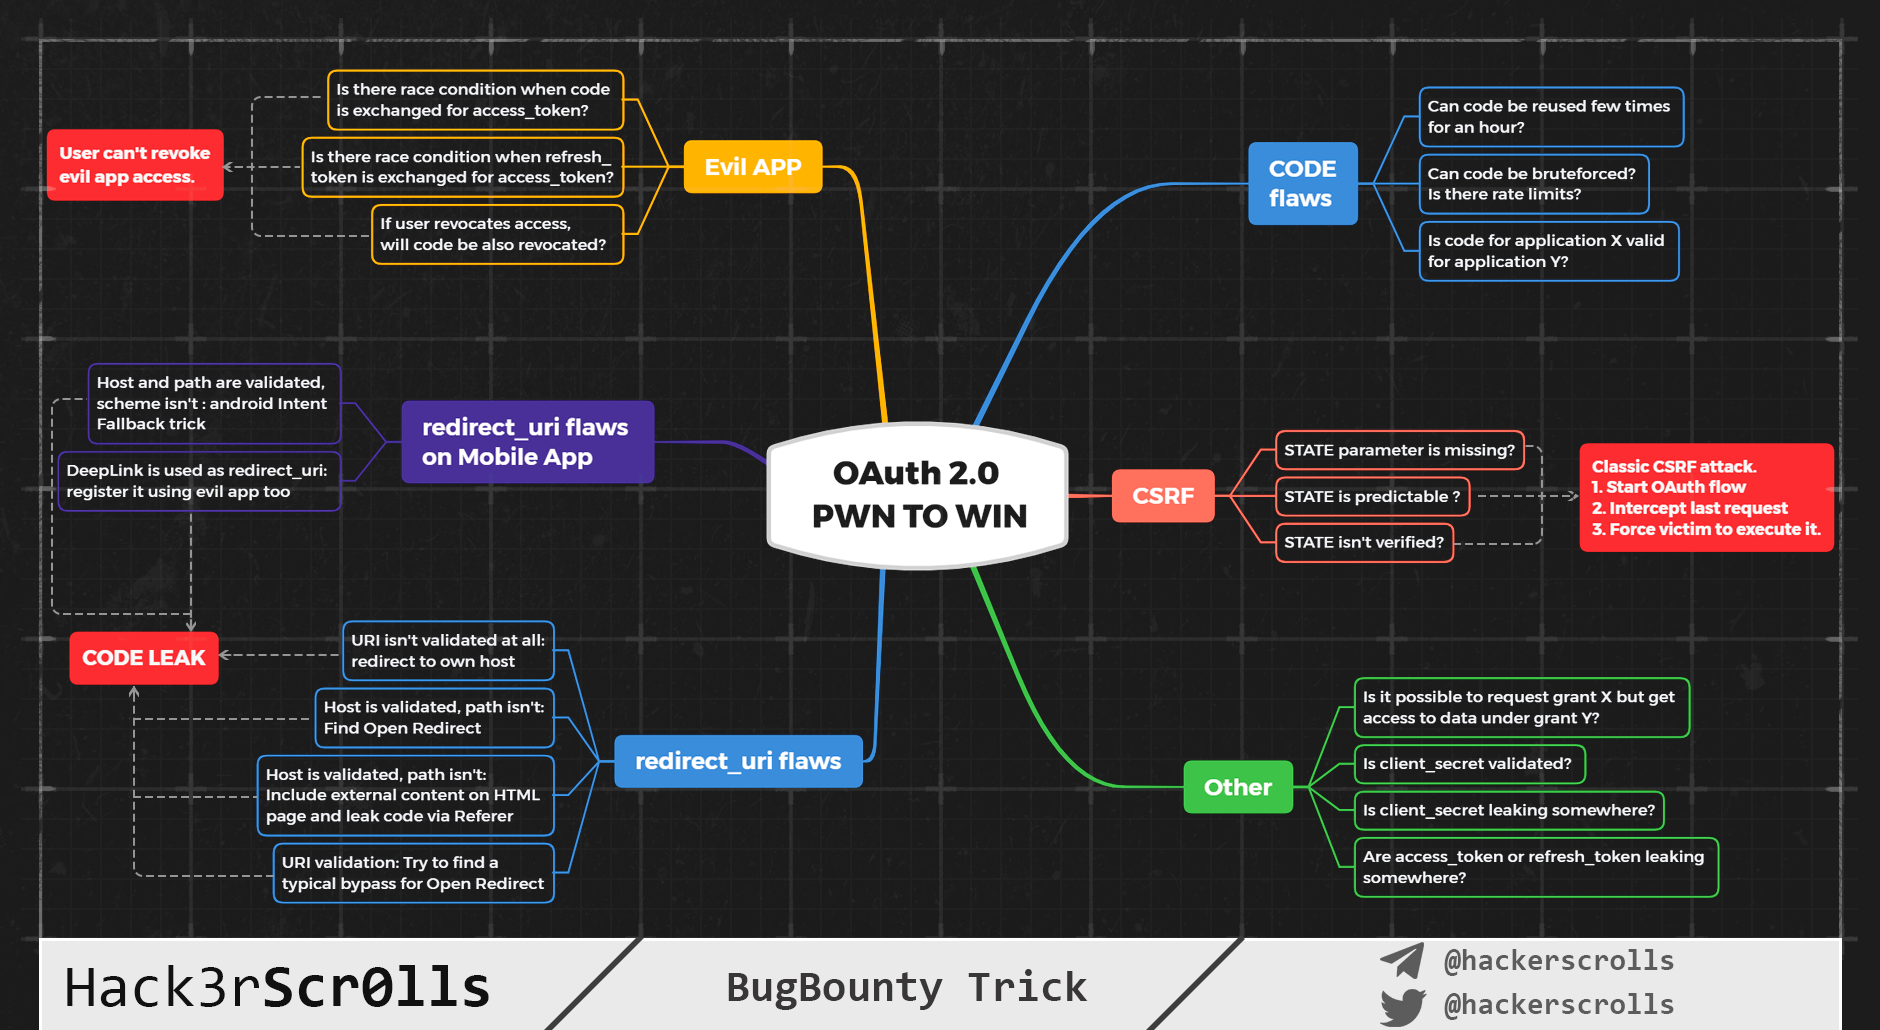 OAuth 2.0
PWN TO WIN
Evil APP
Is there race condition when code
is exchanged for access_token?
Is there race condition when refresh_
token is exchanged for access_token?
If user revocates access,
will code be also revocated?
User can't revoke
evil app access.
CODE
flaws
Can code be reused few times
for an hour?
Can code be bruteforced?
Is there rate limits?
Is code for application X valid
for application Y?
redirect_uri flaws
on Mobile App
Host and path are validated,
scheme isn't : android Intent
Fallback trick
DeepLink is used as redirect_uri:
register it using evil app too
CSRF
STATE parameter is missing?
STATE is predictable ?
STATE isn't verified?
Classic CSRF attack.
1. Start OAuth flow
2. Intercept last request
3. Force victim to execute it.
CODE LEAK
redirect_uri flaws
URI isn't validated at all:
redirect to own host
Host is validated, path isn't:
Find Open Redirect
Host is validated, path isn't:
Include external content on HTML
page and leak code via Referer
URI validation: Try to find a
typical bypass for Open Redirect
Other
Is it possible to request grant X but get
access to data under grant Y?
Is client_secret validated?
Is client_secret leaking somewhere?
Are access_token or refresh_token leaking
somewhere?
Hack3rScr0lls
BugBounty Trick
@hackerscrolls
@hackerscrolls